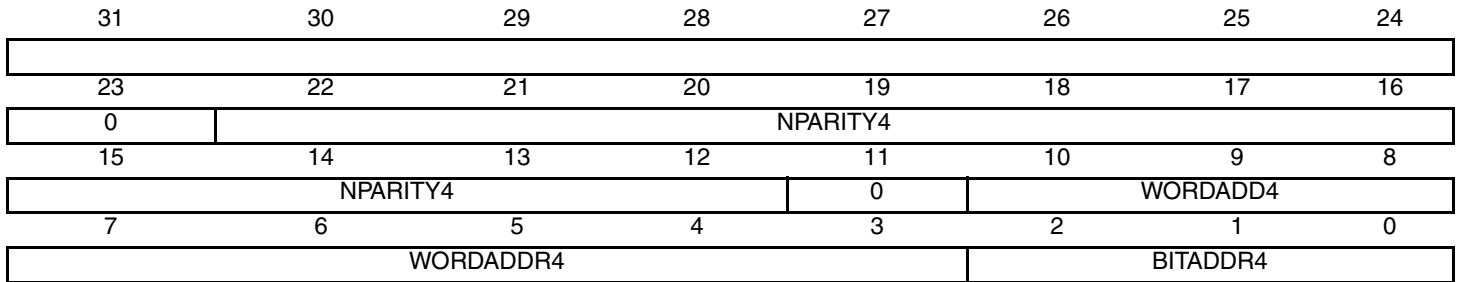 31 30 29 28 27 26 25 24
23 22 21 20 19 18 17 16
0 NPARITY4
15 14 13 12 11 10 9 8
NPARITY4 0 WORDADD4
7 6 5 4 3 2 1 0
WORDADDR4 BITADDR4